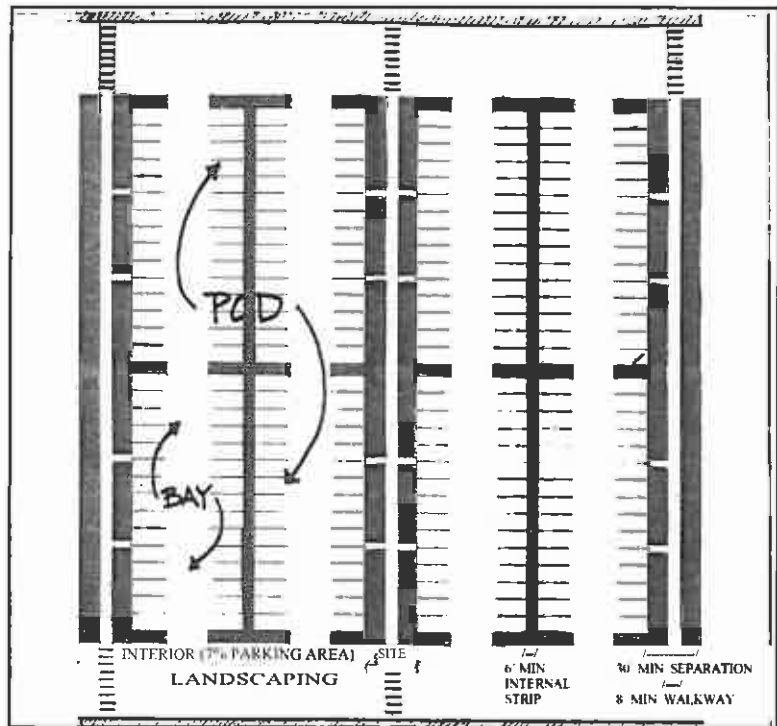 POD
BAY
INTERIOR (7% PARKING AREA)
SITE
LANDSCAPING
6' MIN
INTERNAL
STRIP
30' MIN SEPARATION
8 MIN WALKWAY